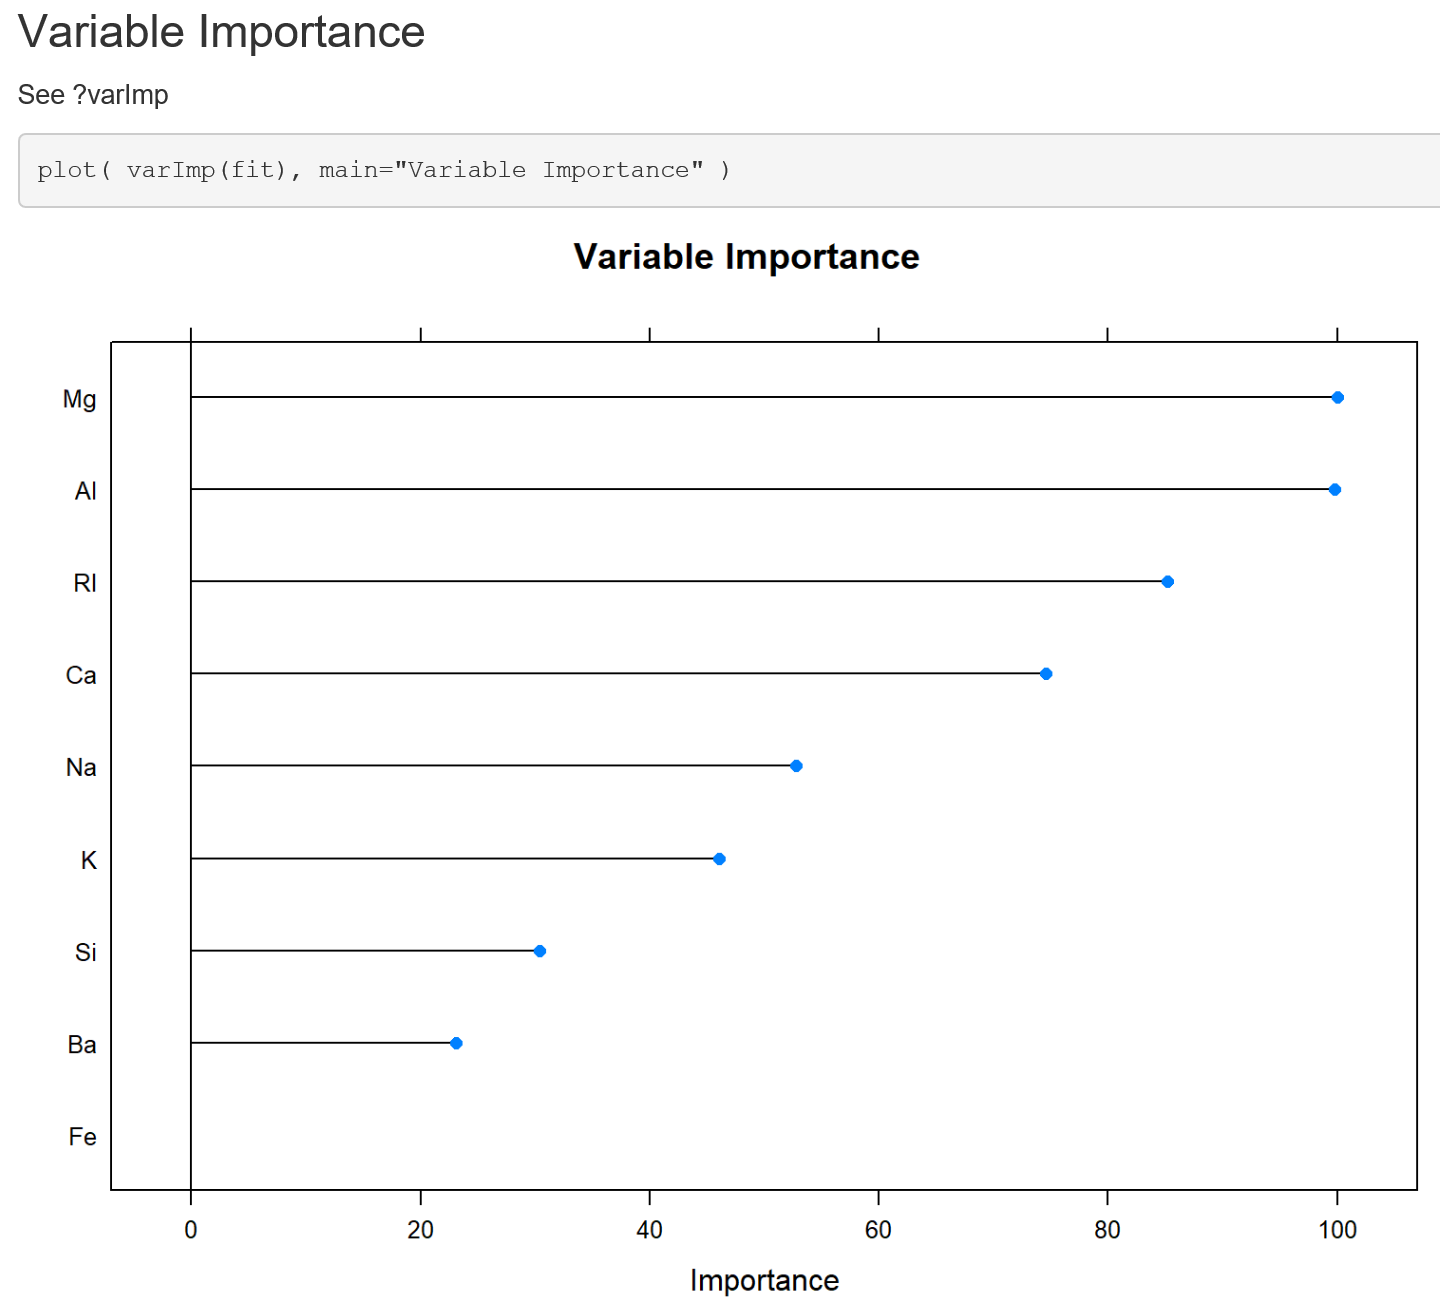 Variable Importance
See ?varImp
plot( varImp(fit), main="Variable Importance" )
Variable Importance
Mg
Al
RI
Ca
Na
K
Si
Ba
Fe
0 20 40 60 80 100
Importance